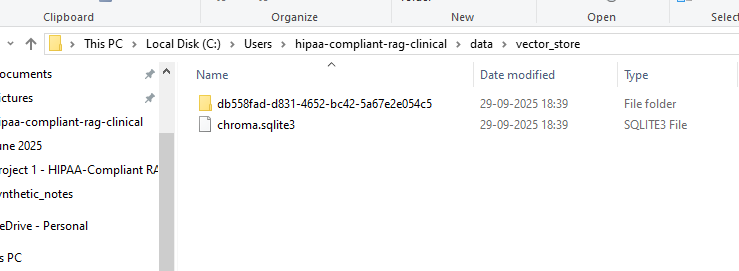 folder
Clipboard
Organize
New
Open
Select
This PC > Local Disk (C:) > Users > hipaa-compliant-rag-clinical > data > vector_store
Name
Date modified
Type
ocuments
ictures
ipaa-compliant-rag-clinical
une 2025
roject 1 - HIPAA-Compliant RA
ynthetic_notes
eDrive - Personal
s PC
db558fad-d831-4652-bc42-5a67e2e054c5
29-09-2025 18:39
File folder
chroma.sqlite3
29-09-2025 18:39
SQLITE3 File